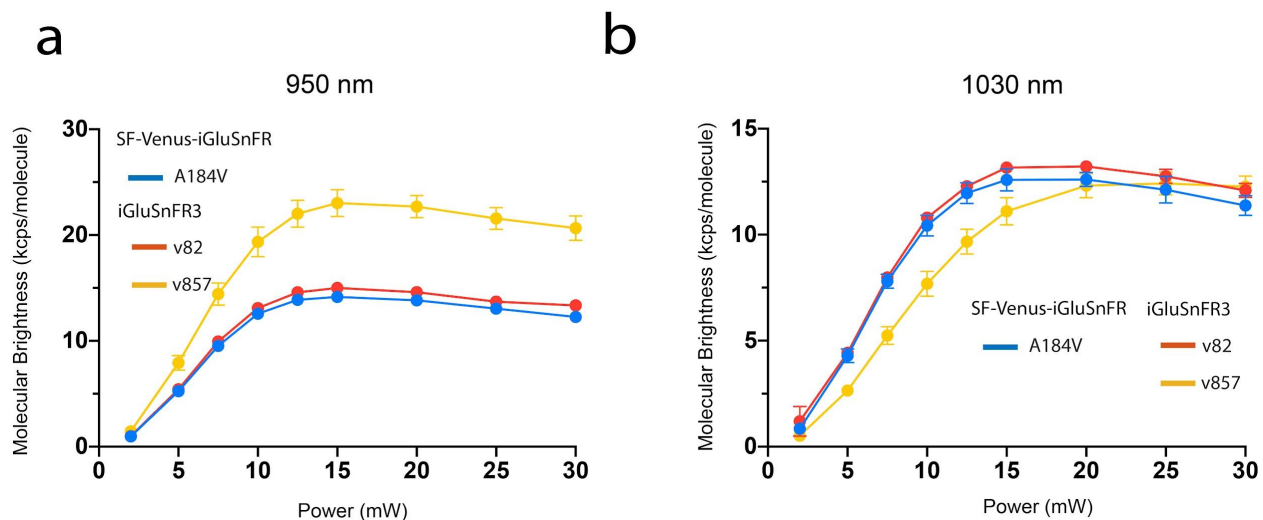 a
950 nm
Molecular Brightness (kcps/molecule)
30
20
10
0
SF-Venus-iGluSnFR
A184V
iGluSnFR3
v82
v857
0 5 10 15 20 25 30
Power (mW)
b
1030 nm
Molecular Brightness (kcps/molecule)
15
10
5
0
SF-Venus-iGluSnFR iGluSnFR3
A184V v82
v857
0 5 10 15 20 25 30
Power (mW)